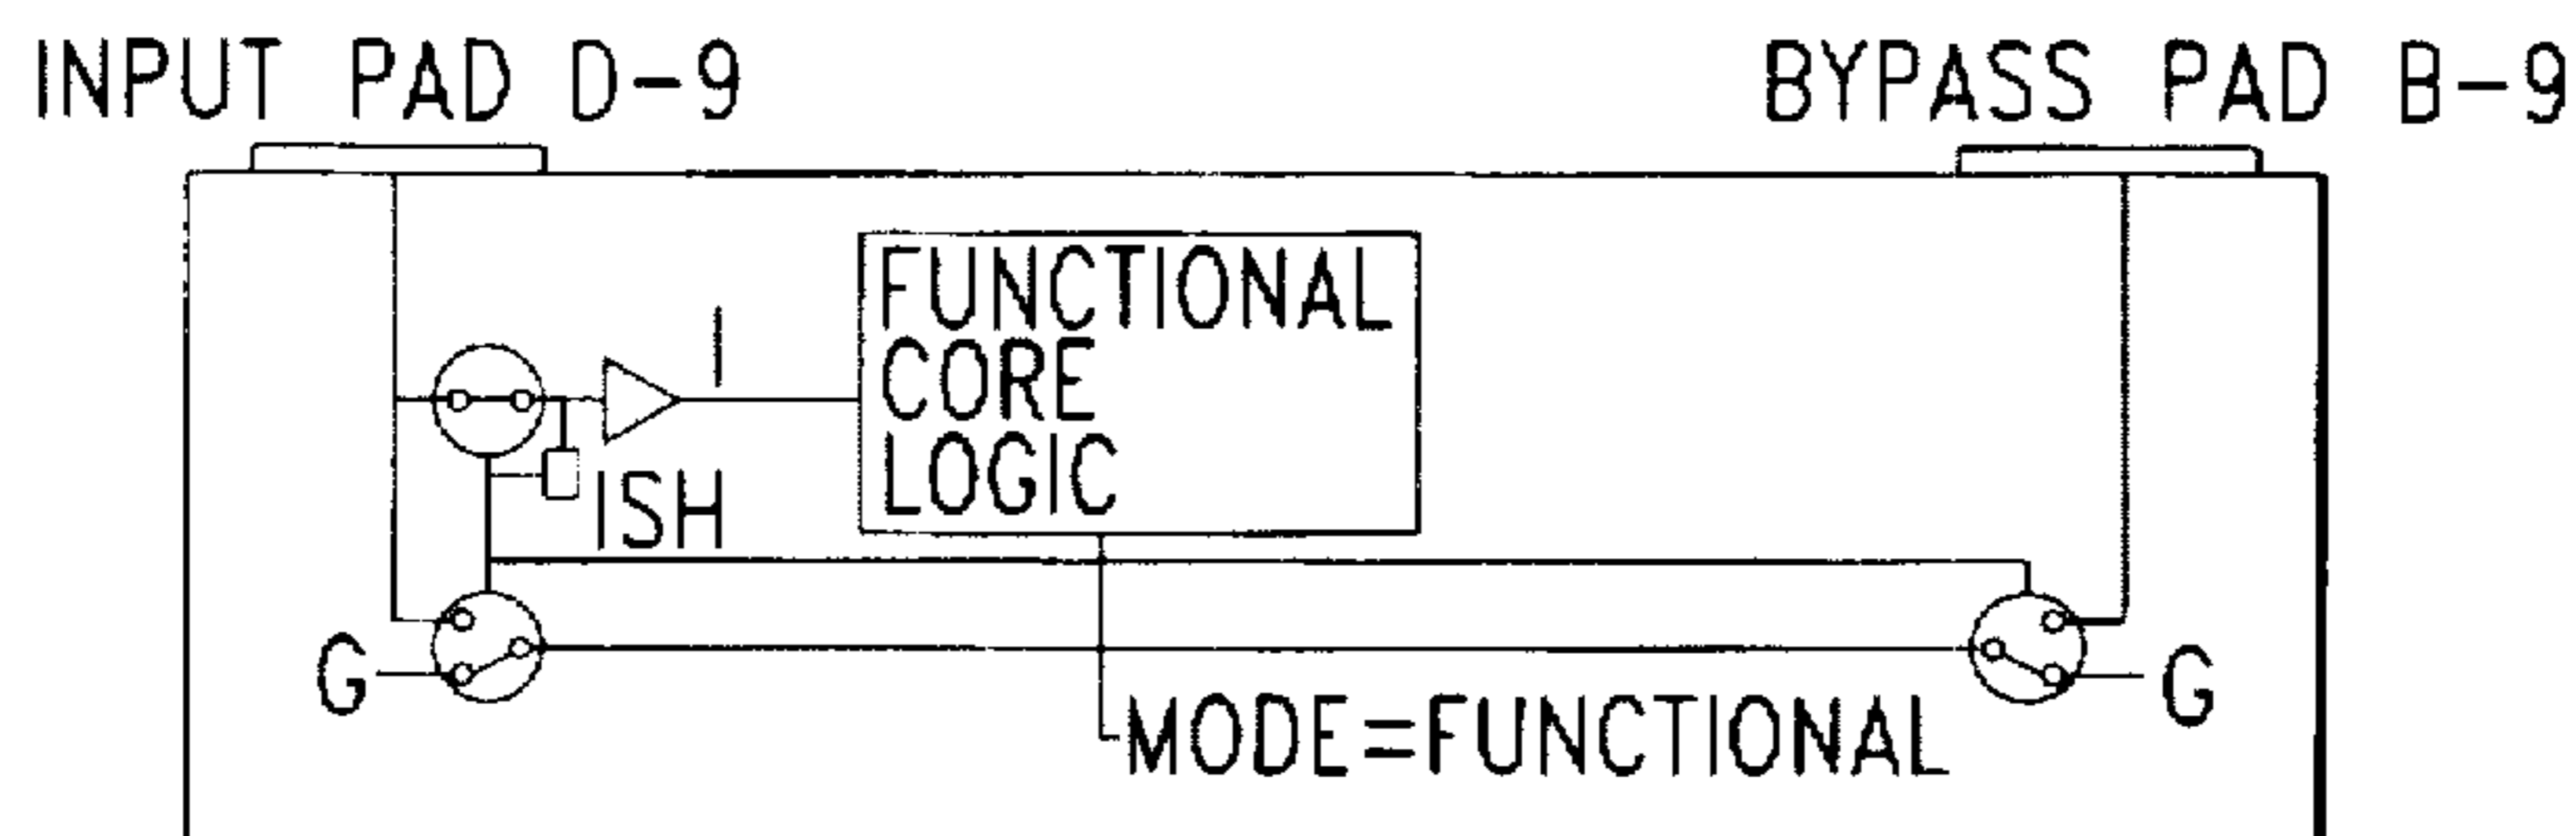 INPUT PAD D-9
BYPASS PAD B-9
I
FUNCTIONAL
CORE
LOGIC
ISH
G
G
MODE=FUNCTIONAL